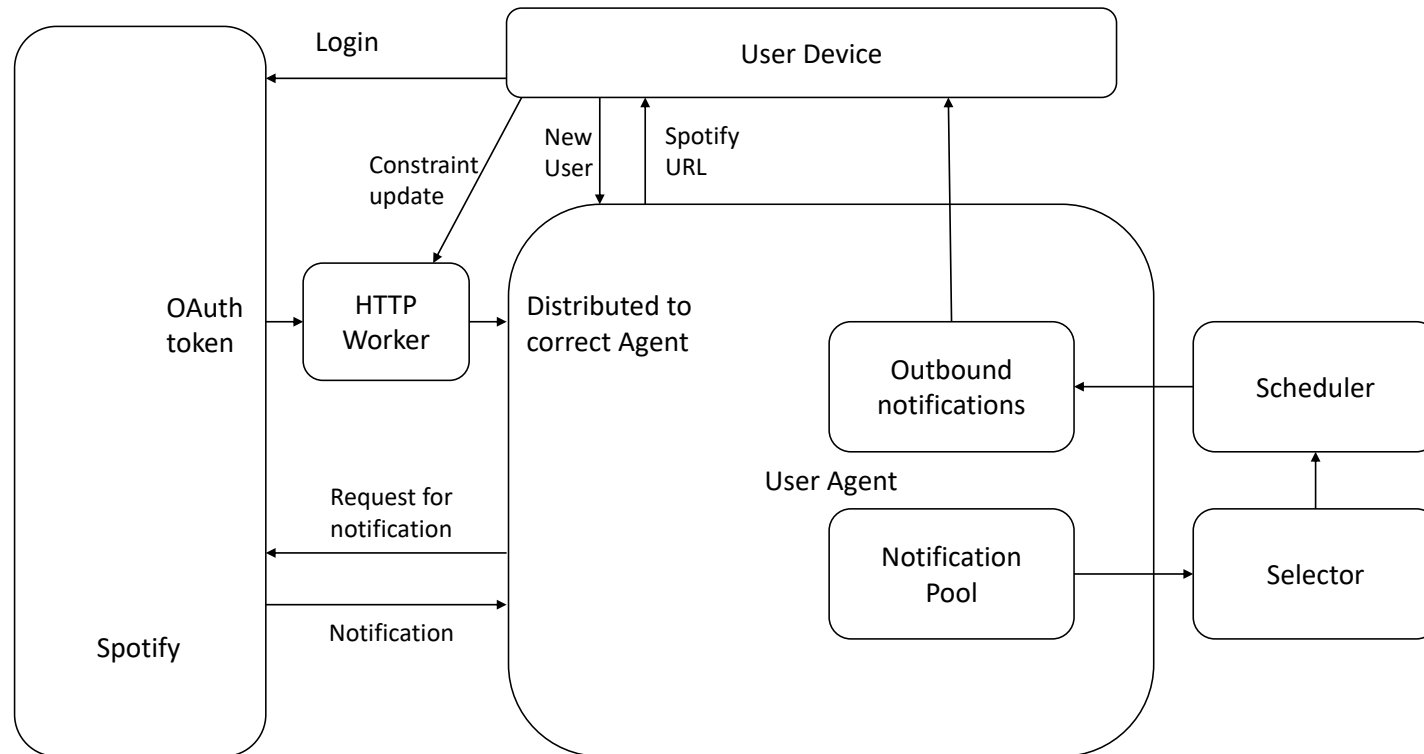 Login
User Device
New
User
Spotify
URL
Constraint
update
OAuth
token
HTTP
Worker
Distributed to
correct Agent
Outbound
notifications
Scheduler
User Agent
Request for
notification
Notification
Pool
Selector
Notification
Spotify